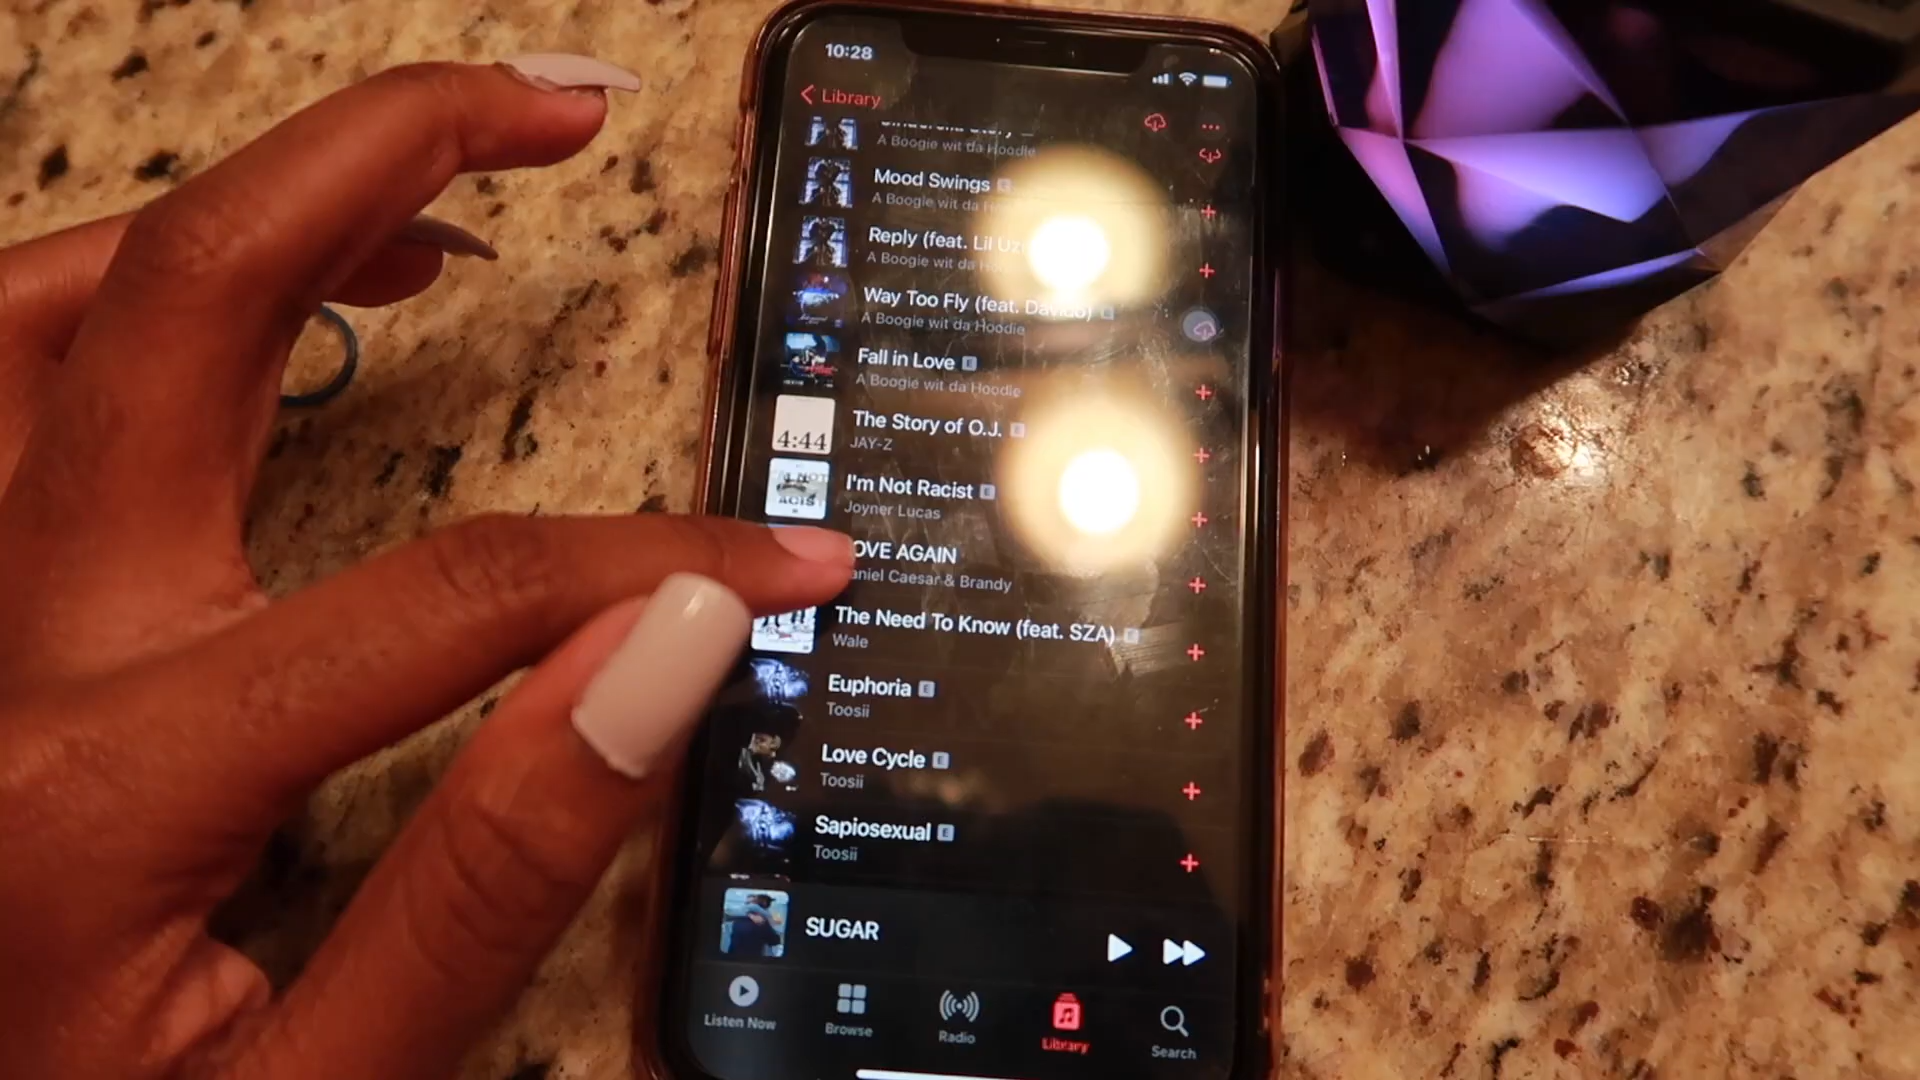 10:28
Library
A Boogie wit da Hoodie
Mood Swings E
A Boogie wit da
Reply (feat. Lil Uz
A Boogie wit da
Way Too Fly (feat. Davido) E
A Boogie wit da Hoodie
Fall in Love E
A Boogie wit da Hoodie
4:44
The Story of O.J. E
JAY-Z
I'm Not Racist E
Joyner Lucas
OVE AGAIN
aniel Caesar & Brandy
The Need To Know (feat. SZA) E
Wale
Euphoria E
Toosii
Love Cycle E
Toosii
Sapiosexual E
Toosii
SUGAR
Listen Now
Browse
Radio
Library
Search